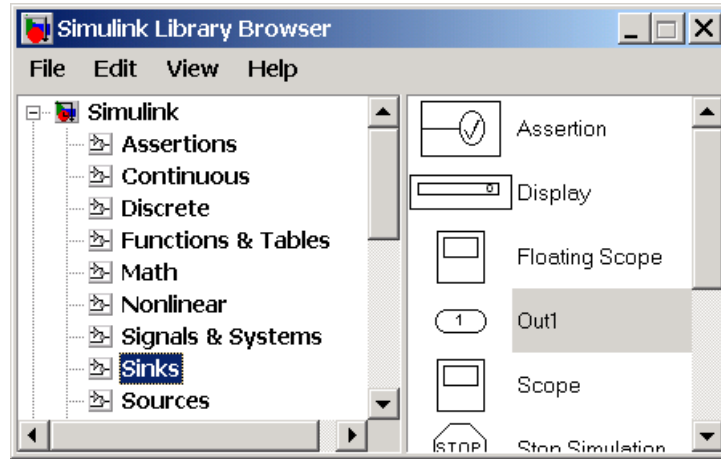 Simulink Library Browser
File Edit View Help
Simulink
Assertions
Continuous
Discrete
Functions & Tables
Math
Nonlinear
Signals & Systems
Sinks
Sources
Assertion
0
Display
Floating Scope
1
Out1
Scope
STOP
Stop Simulation